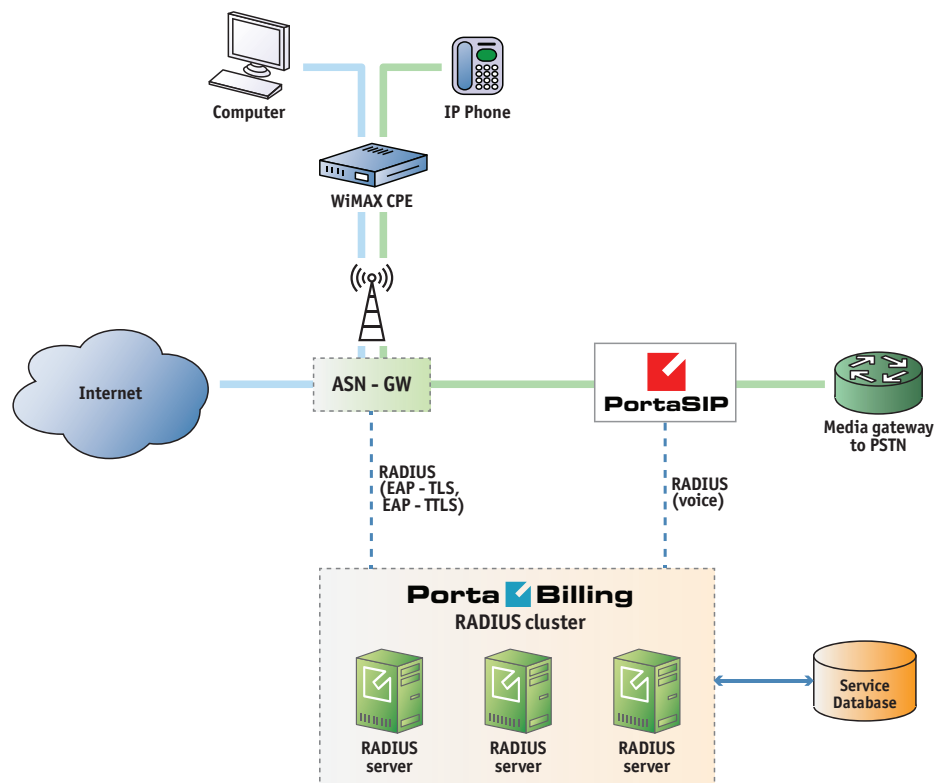 Computer
IP Phone
WiMAX CPE
Internet
ASN - GW
PortaSIP
Media gateway
to PSTN
RADIUS
(EAP - TLS,
EAP - TTLS)
RADIUS
(voice)
Porta Billing
RADIUS cluster
RADIUS
server
RADIUS
server
RADIUS
server
Service
Database